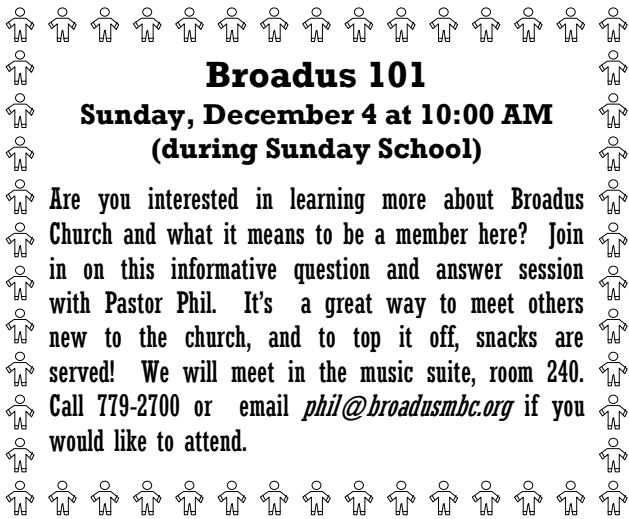 Broadus 101
Sunday, December 4 at 10:00 AM
(during Sunday School)
Are you interested in learning more about Broadus
Church and what it means to be a member here? Join
in on this informative question and answer session
with Pastor Phil. It's a great way to meet others
new to the church, and to top it off, snacks are
served! We will meet in the music suite, room 240.
Call 779-2700 or email phil@broadusmbc.org if you
would like to attend.